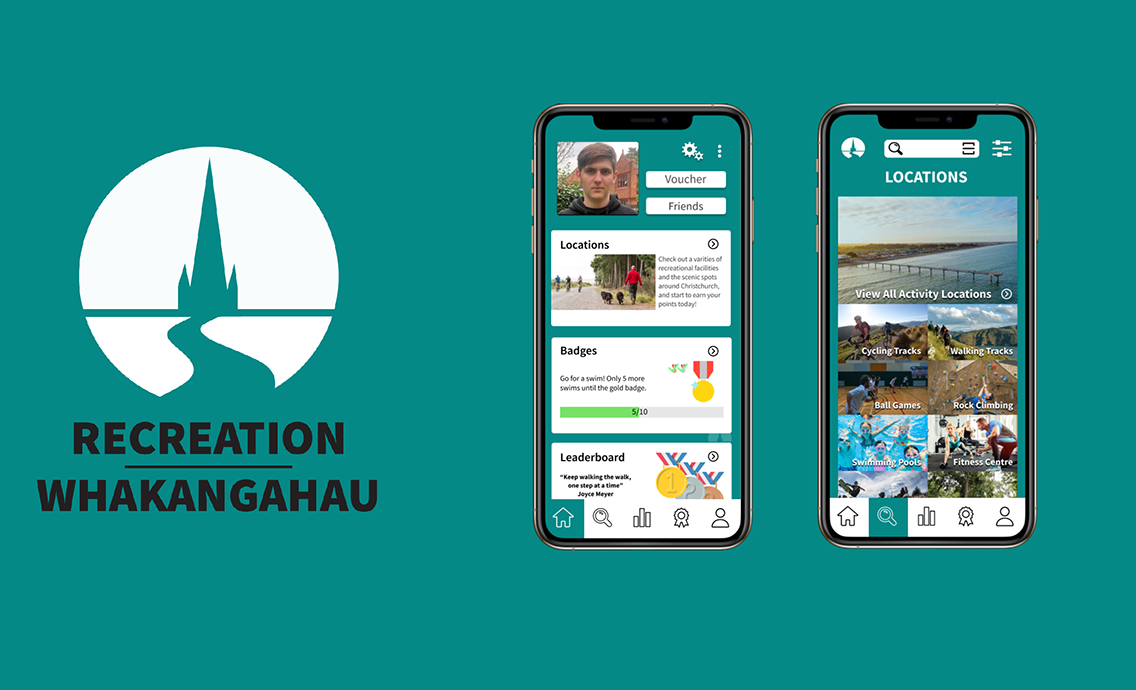 RECREATION
WHAKANGAHAU
Voucher
Friends
Locations
Check out a varities of
recreational facilities
and the scenic spots
around Christchurch,
and start to earn your
points today!
Badges
Go for a swim! Only 5 more
swims until the gold badge.
5/10
Leaderboard
“Keep walking the walk,
one step at a time”
Joyce Meyer
1
2
LOCATIONS
View All Activity Locations
Cycling Tracks
Walking Tracks
Ball Games
Rock Climbing
Swimming Pools
Fitness Centre